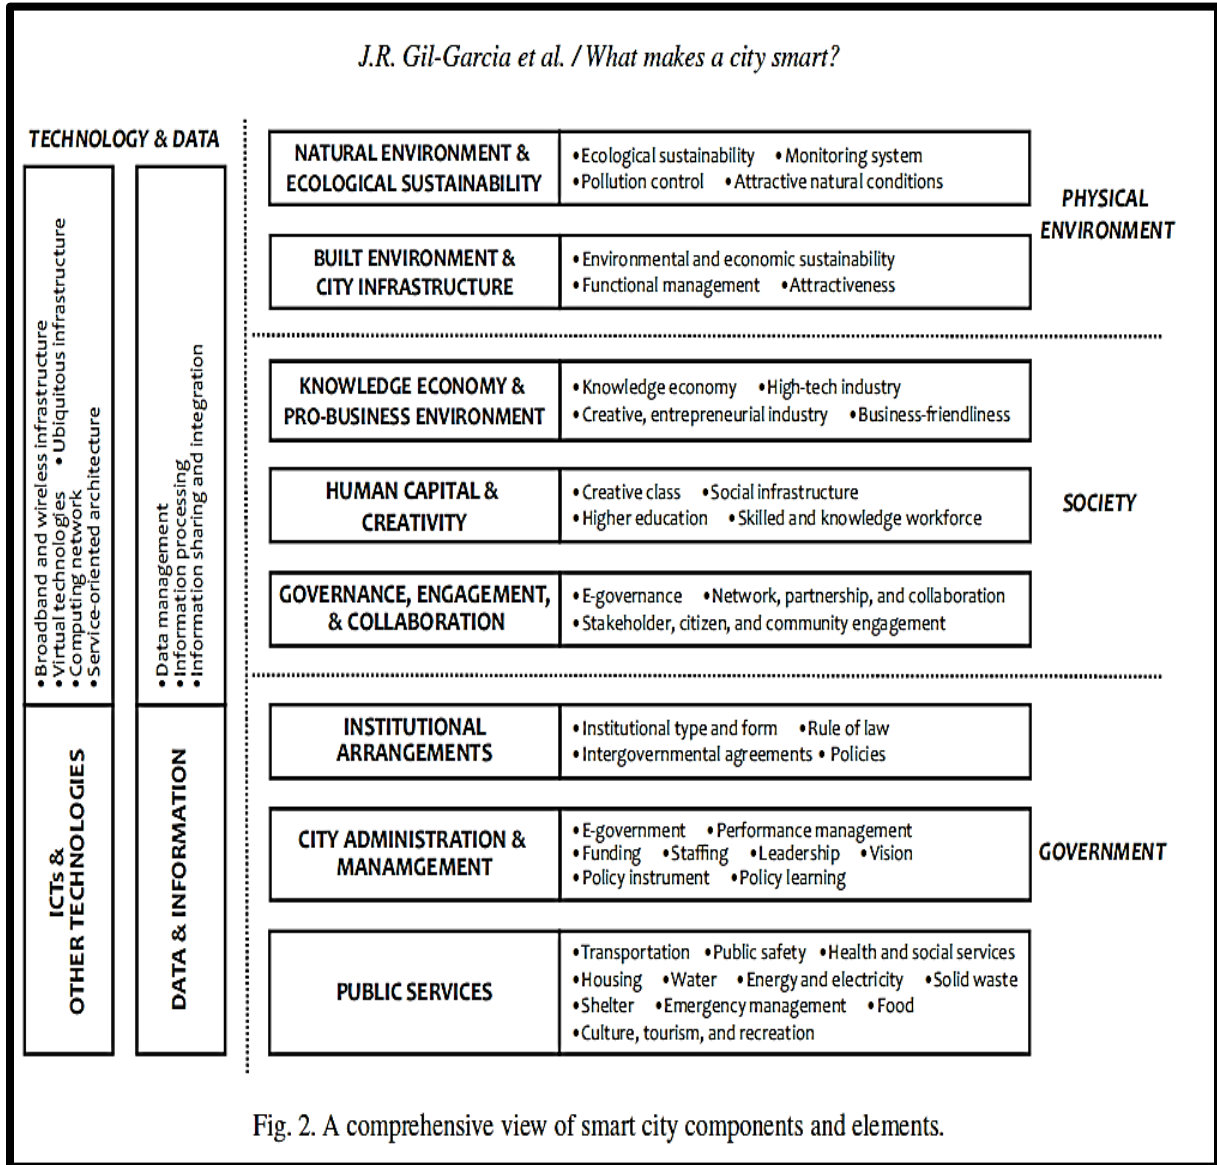 J.R. Gil-Garcia et al. / What makes a city smart?
TECHNOLOGY & DATA
• Broadband and wireless infrastructure
• Virtual technologies • Ubiquitous infrastructure
• Computing network
• Service-oriented architecture
ICTs &
OTHER TECHNOLOGIES
• Data management
• Information processing
• Information sharing and integration
DATA & INFORMATION
NATURAL ENVIRONMENT &
ECOLOGICAL SUSTAINABILITY
• Ecological sustainability • Monitoring system
• Pollution control • Attractive natural conditions
BUILT ENVIRONMENT &
CITY INFRASTRUCTURE
• Environmental and economic sustainability
• Functional management • Attractiveness
PHYSICAL
ENVIRONMENT
KNOWLEDGE ECONOMY &
PRO-BUSINESS ENVIRONMENT
• Knowledge economy • High-tech industry
• Creative, entrepreneurial industry • Business-friendliness
HUMAN CAPITAL &
CREATIVITY
• Creative class • Social infrastructure
• Higher education • Skilled and knowledge workforce
GOVERNANCE, ENGAGEMENT,
& COLLABORATION
• E-governance • Network, partnership, and collaboration
• Stakeholder, citizen, and community engagement
SOCIETY
INSTITUTIONAL
ARRANGEMENTS
• Institutional type and form • Rule of law
• Intergovernmental agreements • Policies
CITY ADMINISTRATION &
MANAMGEMENT
• E-government • Performance management
• Funding • Staffing • Leadership • Vision
• Policy instrument • Policy learning
PUBLIC SERVICES
• Transportation • Public safety • Health and social services
• Housing • Water • Energy and electricity • Solid waste
• Shelter • Emergency management • Food
• Culture, tourism, and recreation
GOVERNMENT
Fig. 2. A comprehensive view of smart city components and elements.